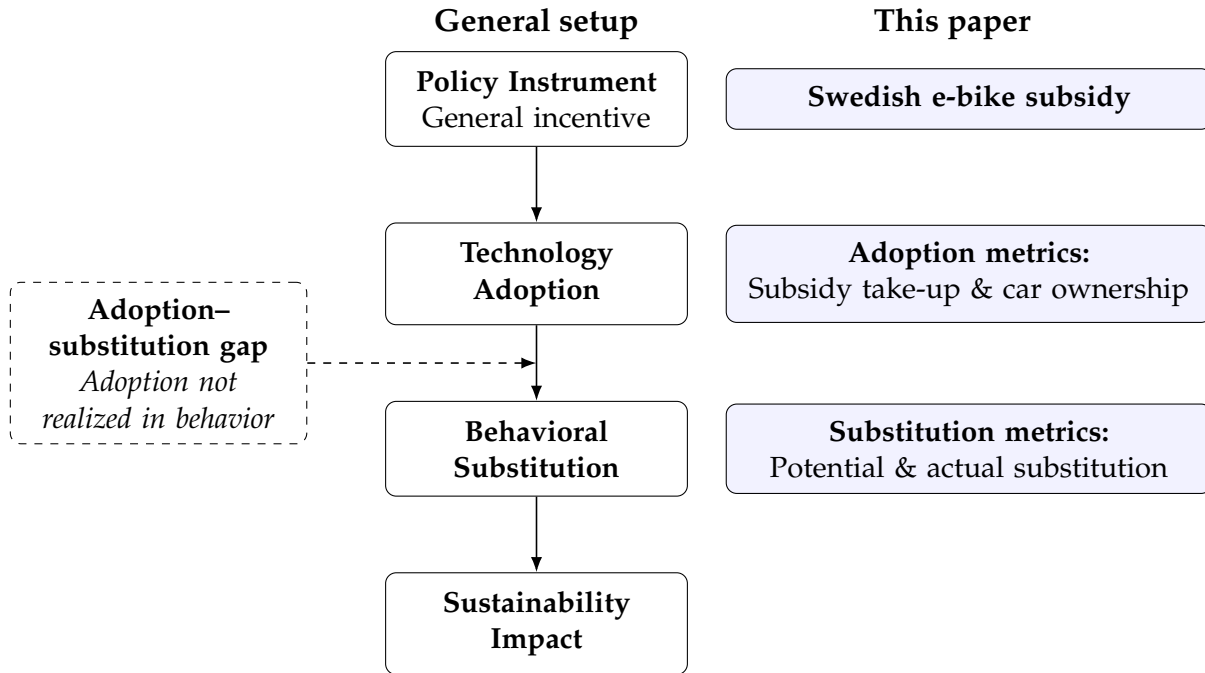 General setup
This paper
Policy Instrument
General incentive
Swedish e-bike subsidy
Technology
Adoption
Adoption metrics:
Subsidy take-up & car ownership
Adoption–
substitution gap
Adoption not
realized in behavior
Behavioral
Substitution
Substitution metrics:
Potential & actual substitution
Sustainability
Impact